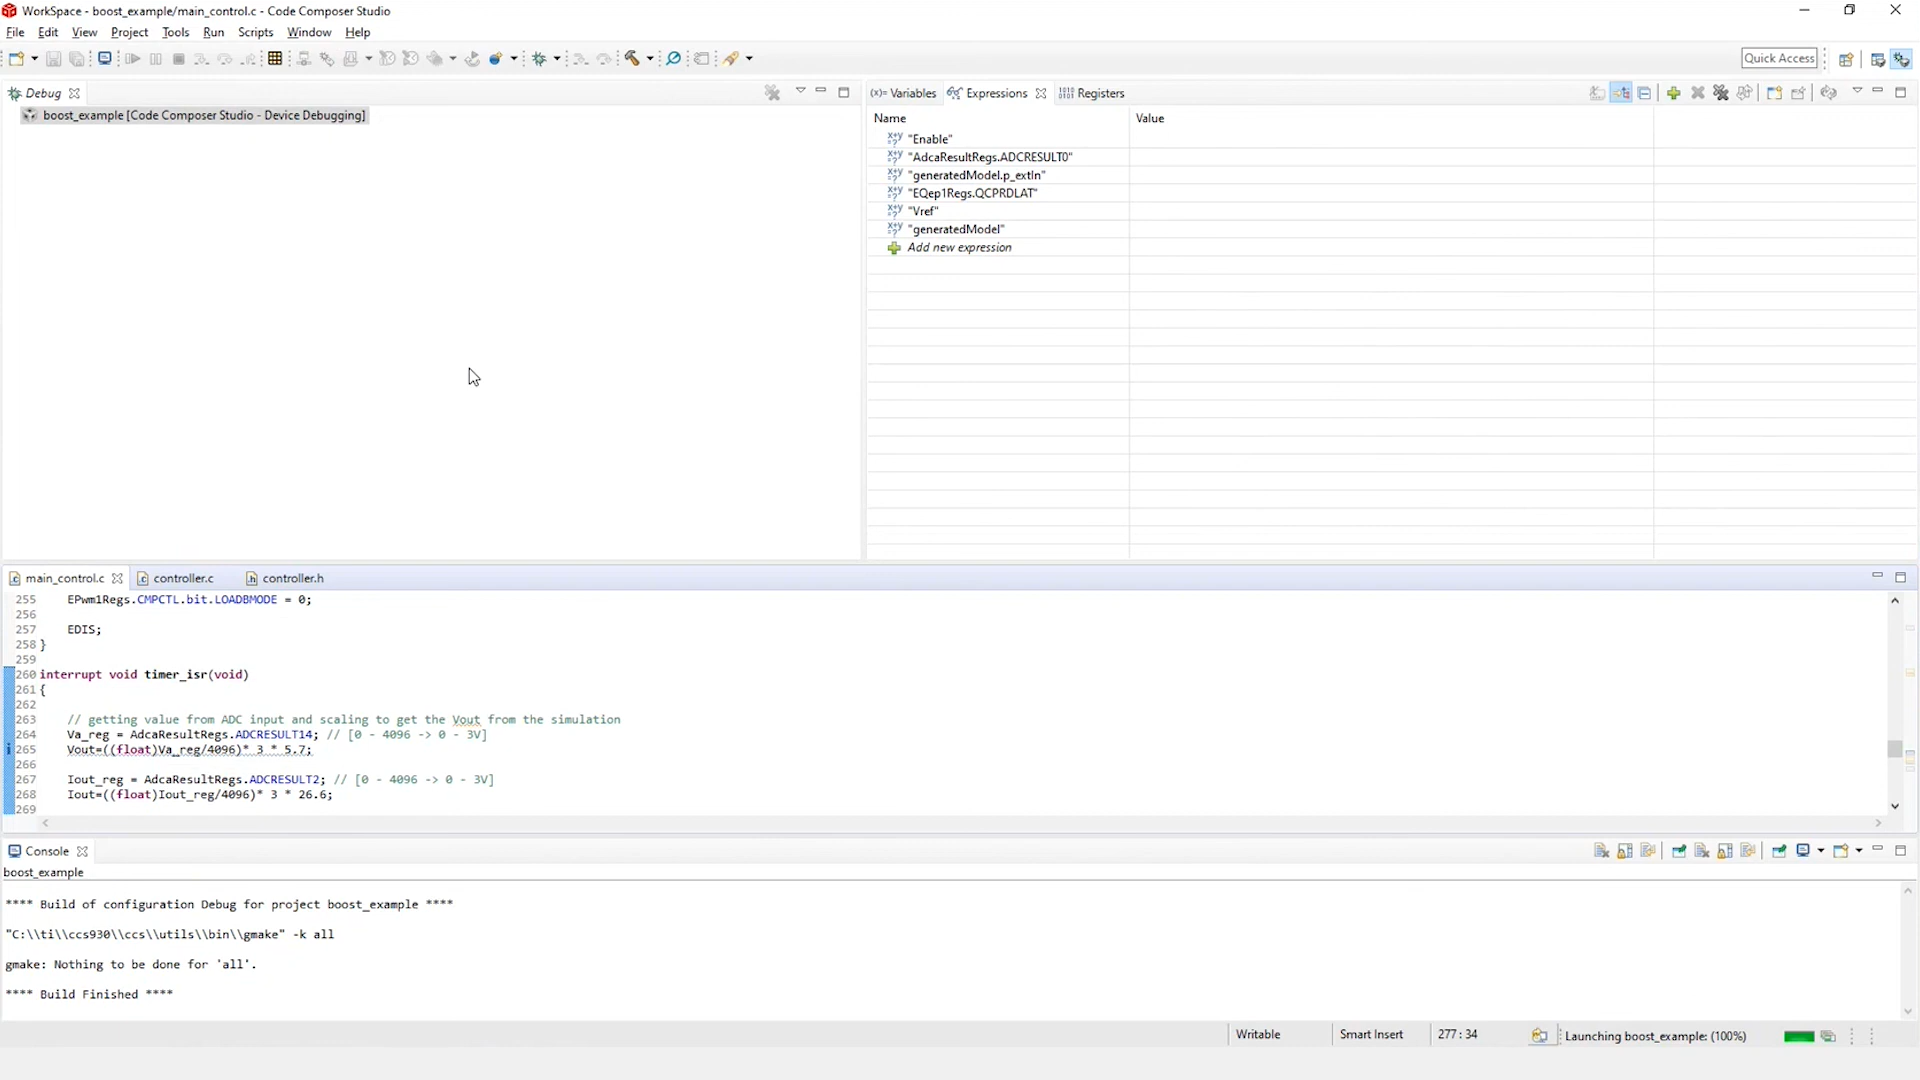 WorkSpace - boost_example/main_control.c - Code Composer Studio
File Edit View Project Tools Run Scripts Window Help
Quick Access
Debug
(x)= Variables Expressions Registers
boost_example [Code Composer Studio - Device Debugging]
Name Value
"Enable"
"AdcaResultRegs.ADCRESULT0"
"generatedModel.p_extIn"
"EQep1Regs.QCPRDLAT"
"Vref"
"generatedModel"
Add new expression
main_control.c controller.c controller.h
255 EPwm1Regs.CMPCTL.bit.LOADBMODE = 0;
256
257 EDIS;
258 }
259
260 interrupt void timer_isr(void)
261 {
262
263 // getting value from ADC input and scaling to get the Vout from the simulation
264 Va_reg = AdcaResultRegs.ADCRESULT14; // [0 - 4096 -> 0 - 3V]
265 Vout=((float)Va_reg/4096)* 3 * 5.7;
266
267 Iout_reg = AdcaResultRegs.ADCRESULT2; // [0 - 4096 -> 0 - 3V]
268 Iout=((float)Iout_reg/4096)* 3 * 26.6;
269
Console
boost_example
**** Build of configuration Debug for project boost_example ****
"C:\\ti\\ccs930\\ccs\\utils\\bin\\gmake" -k all
gmake: Nothing to be done for 'all'.
**** Build Finished ****
Writable Smart Insert 277 : 34 Launching boost_example: (100%)